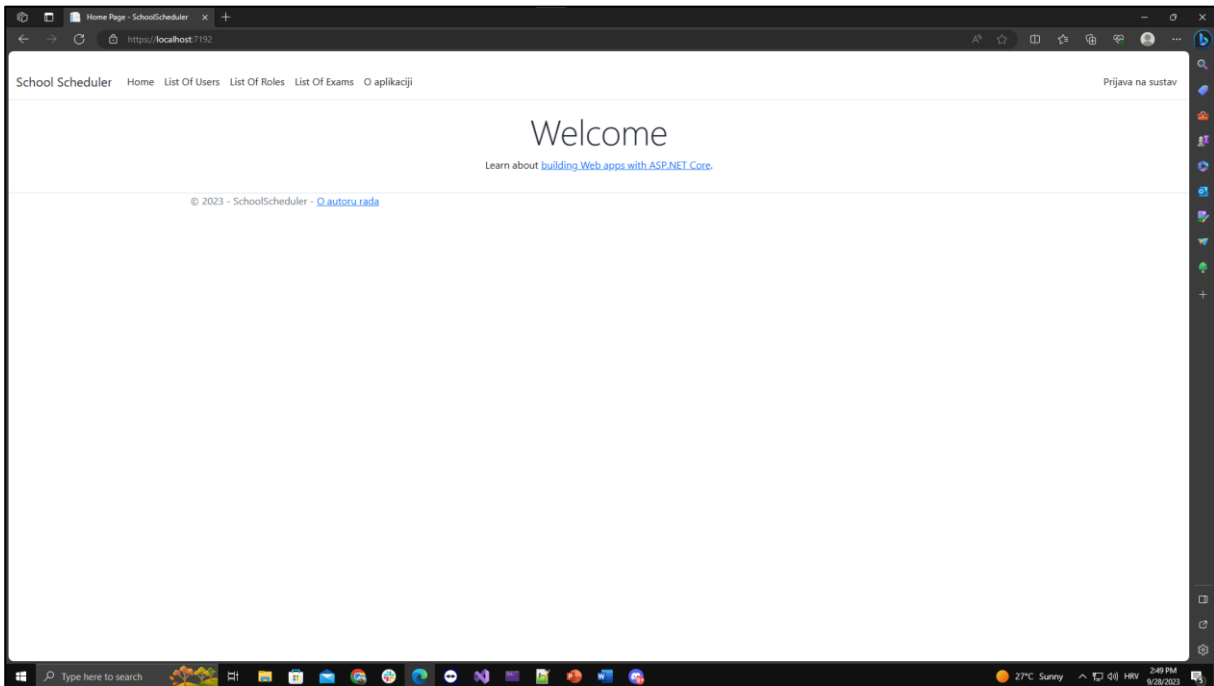 Home Page - SchoolScheduler
https://localhost:7192
School Scheduler Home List Of Users List Of Roles List Of Exams O aplikaciji Prijava na sustav
Welcome
Learn about building Web apps with ASP.NET Core.
© 2023 - SchoolScheduler - O autoru rada
Type here to search 27°C Sunny HRV 2:49 PM
9/28/2023